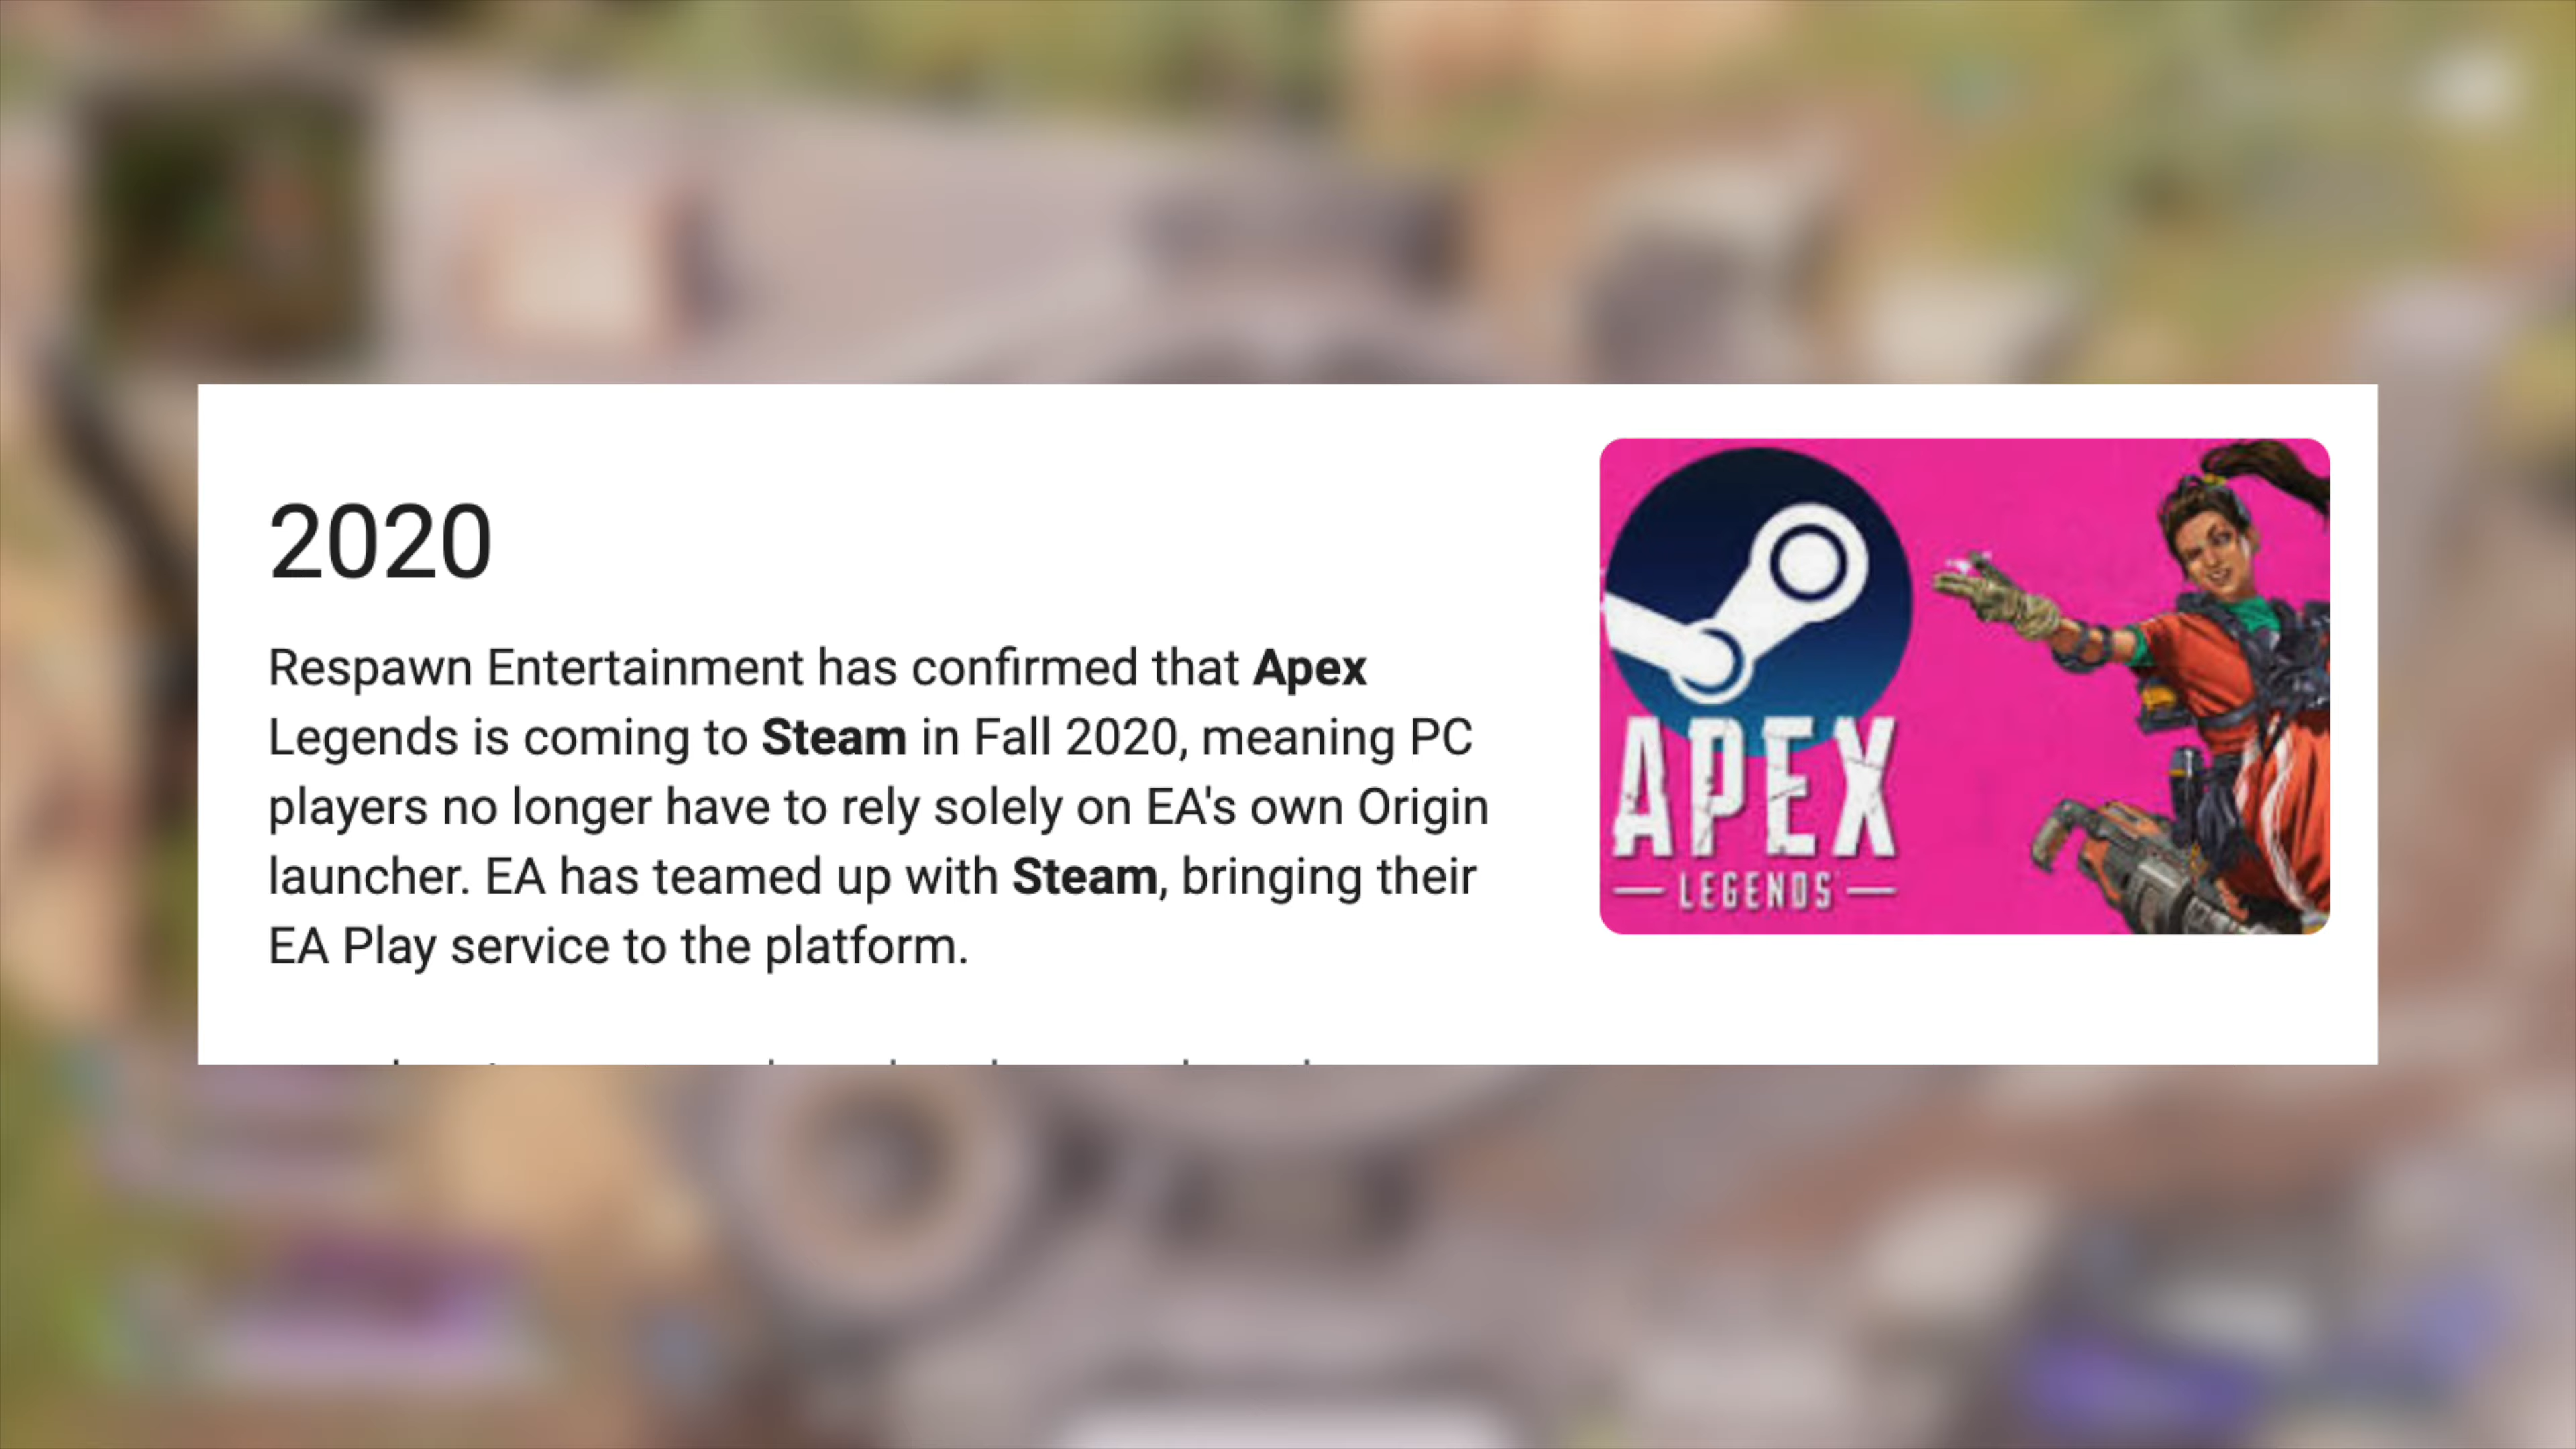 2020
Respawn Entertainment has confirmed that Apex
Legends is coming to Steam in Fall 2020, meaning PC
players no longer have to rely solely on EA's own Origin
launcher. EA has teamed up with Steam, bringing their
EA Play service to the platform.
APEX
LEGENDS